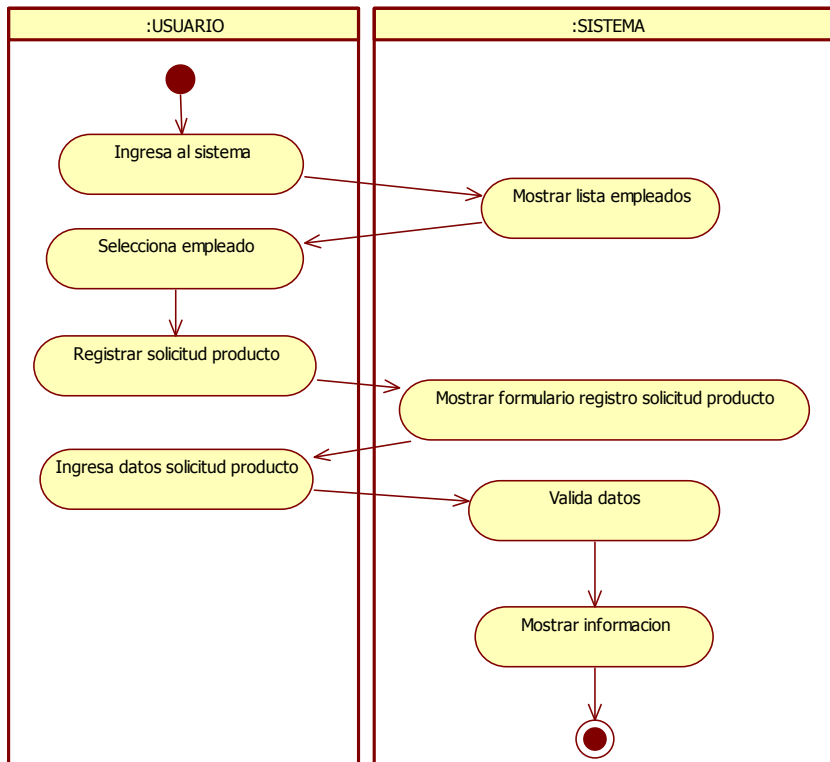 :USUARIO
:SISTEMA
Ingresa al sistema
Mostrar lista empleados
Selecciona empleado
Registrar solicitud producto
Mostrar formulario registro solicitud producto
Ingresa datos solicitud producto
Valida datos
Mostrar informacion